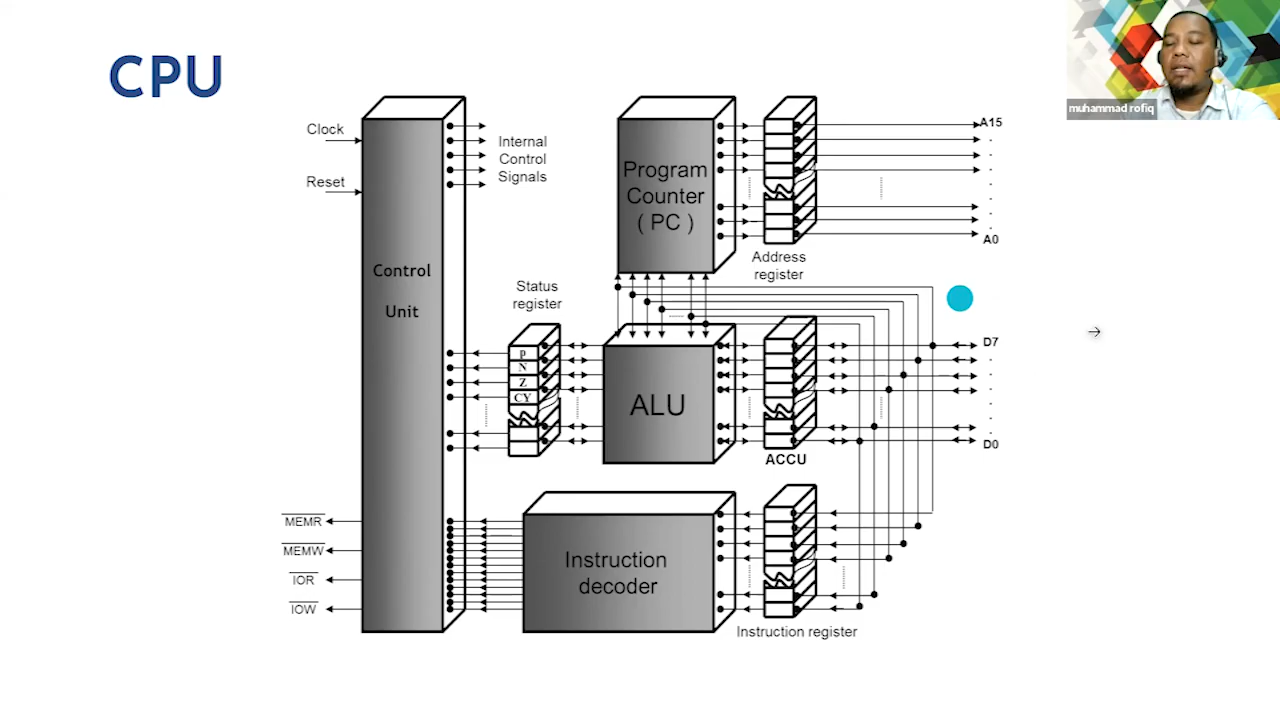 CPU
muhammad rofiq
Clock
Reset
Internal
Control
Signals
Control
Unit
Program
Counter
( PC )
A15
A0
Address
register
Status
register
P
N
Z
CY
ALU
ACCU
D7
D0
MEMR
MEMW
IOR
IOW
Instruction
decoder
Instruction register